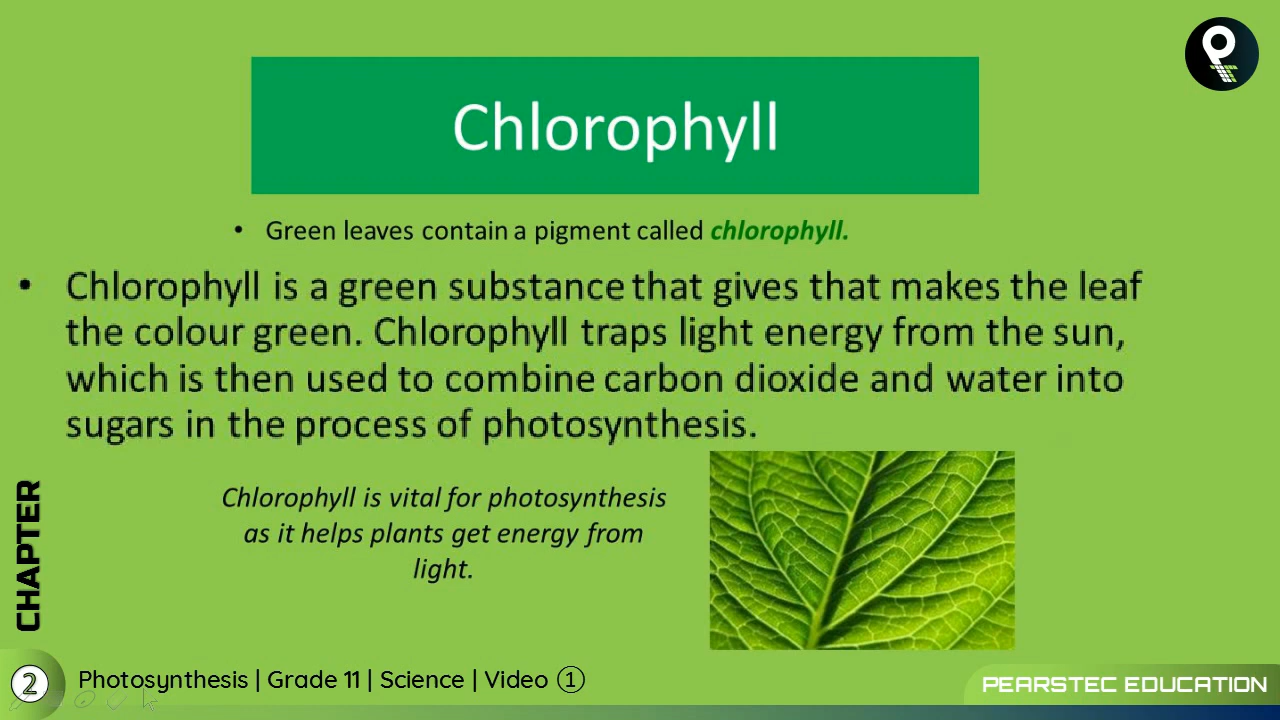 Chlorophyll
• Green leaves contain a pigment called chlorophyll.
• Chlorophyll is a green substance that gives that makes the leaf
the colour green. Chlorophyll traps light energy from the sun,
which is then used to combine carbon dioxide and water into
sugars in the process of photosynthesis.
Chlorophyll is vital for photosynthesis
as it helps plants get energy from
light.
CHAPTER
2 Photosynthesis | Grade 11 | Science | Video ①
PEARSTEC EDUCATION